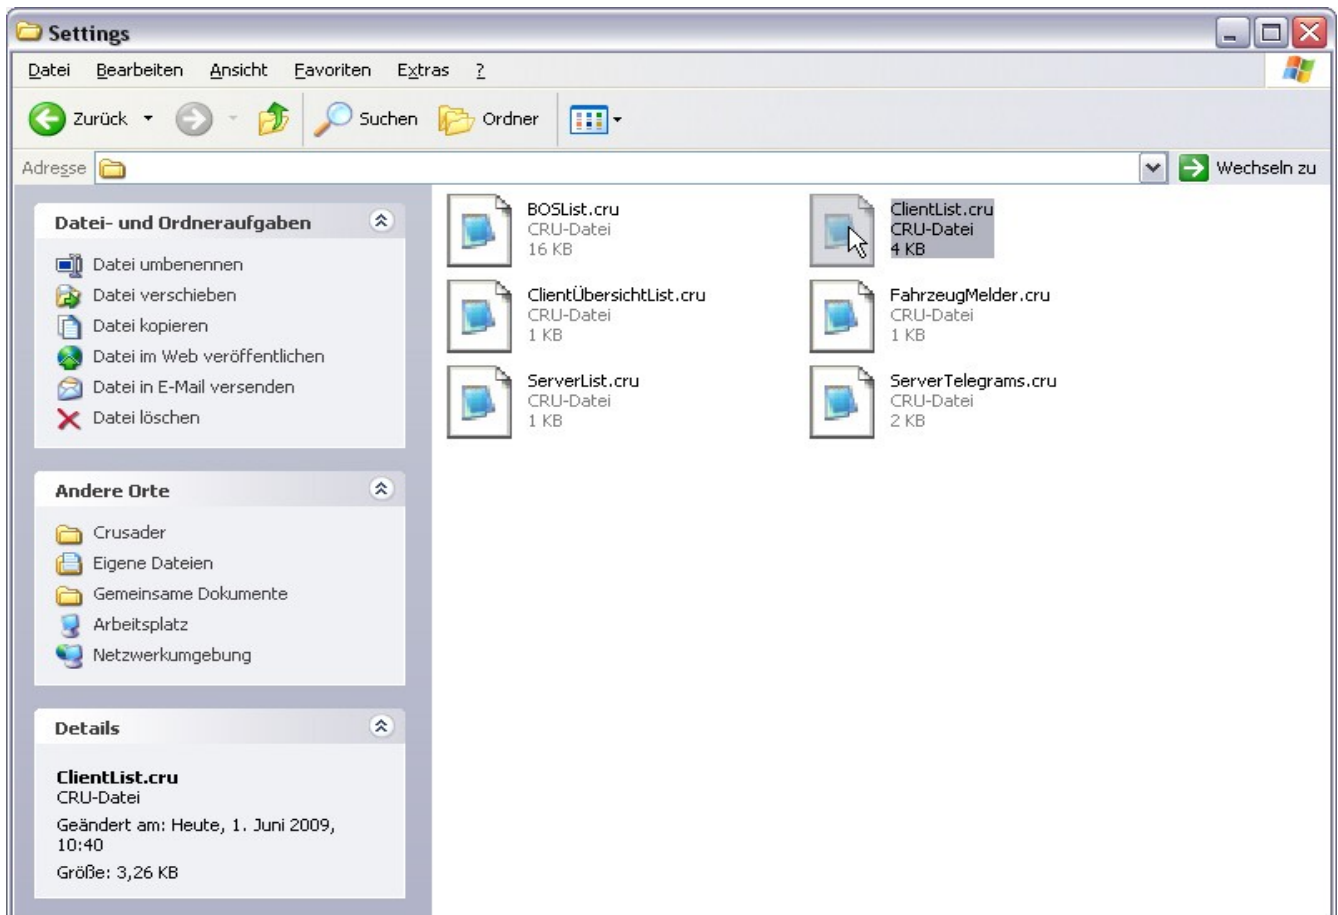 Settings
Datei Bearbeiten Ansicht Favoriten Extras ?
Zurück Suchen Ordner
Adresse Wechseln zu
Datei- und Ordneraufgaben
Datei umbenennen
Datei verschieben
Datei kopieren
Datei im Web veröffentlichen
Datei in E-Mail versenden
Datei löschen
Andere Orte
Crusader
Eigene Dateien
Gemeinsame Dokumente
Arbeitsplatz
Netzwerkumgebung
Details
ClientList.cru
CRU-Datei
Geändert am: Heute, 1. Juni 2009,
10:40
Größe: 3,26 KB
BOSList.cru
CRU-Datei
16 KB
ClientList.cru
CRU-Datei
4 KB
ClientÜbersichtList.cru
CRU-Datei
1 KB
FahrzeugMelder.cru
CRU-Datei
1 KB
ServerList.cru
CRU-Datei
1 KB
ServerTelegrams.cru
CRU-Datei
2 KB